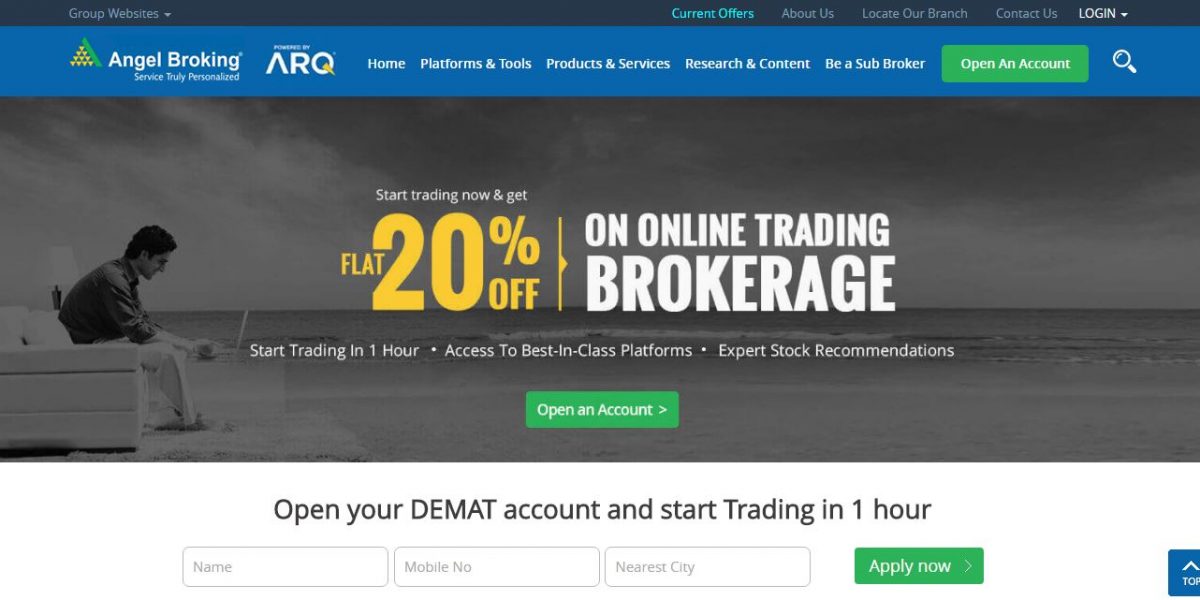 Group Websites
Current Offers
About Us
Locate Our Branch
Contact Us
LOGIN
Angel Broking
Service Truly Personalized
POWERED BY
ARQ
Home
Platforms & Tools
Products & Services
Research & Content
Be a Sub Broker
Open An Account
Start trading now & get
FLAT 20% OFF
ON ONLINE TRADING
BROKERAGE
Start Trading In 1 Hour • Access To Best-In-Class Platforms • Expert Stock Recommendations
Open an Account >
Open your DEMAT account and start Trading in 1 hour
Name
Mobile No
Nearest City
Apply now
TOP